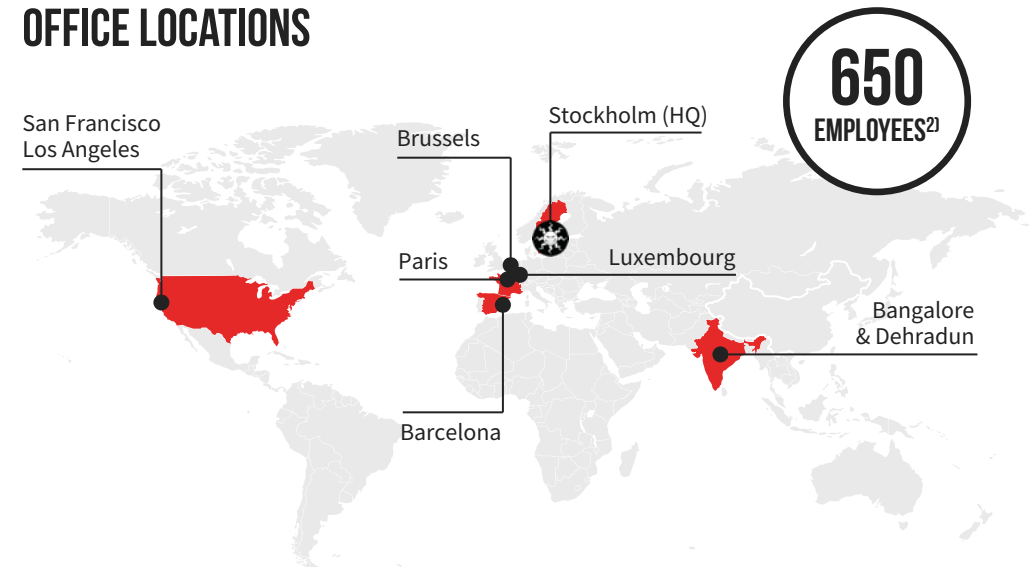 OFFICE LOCATIONS
650
EMPLOYEES²⁾
San Francisco
Los Angeles
Brussels
Stockholm (HQ)
Paris
Luxembourg
Bangalore
& Dehradun
Barcelona